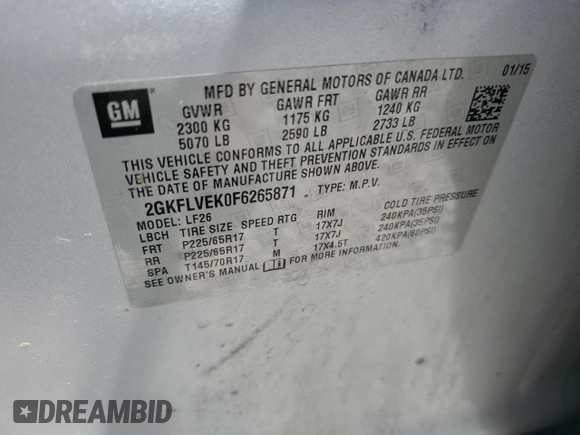 MFD BY GENERAL MOTORS OF CANADA LTD. 01/15
GM
GVWR GAWR FRT GAWR RR
2300 KG 1175 KG 1240 KG
5070 LB 2590 LB 2733 LB
THIS VEHICLE CONFORMS TO ALL APPLICABLE U.S. FEDERAL MOTOR
VEHICLE SAFETY AND THEFT PREVENTION STANDARDS IN EFFECT ON
THE DATE OF MANUFACTURE SHOWN ABOVE.
2GKFLVEK0F6265871 TYPE: M.P.V.
MODEL: LF26
LBCH TIRE SIZE SPEED RTG RIM COLD TIRE PRESSURE
FRT P225/65R17 T 17X7J 240KPA(35PSI)
RR P225/65R17 T 17X7J 240KPA(35PSI)
SPA T145/70R17 M 17X4.5T 420KPA(60PSI)
SEE OWNER'S MANUAL
DREAMBID